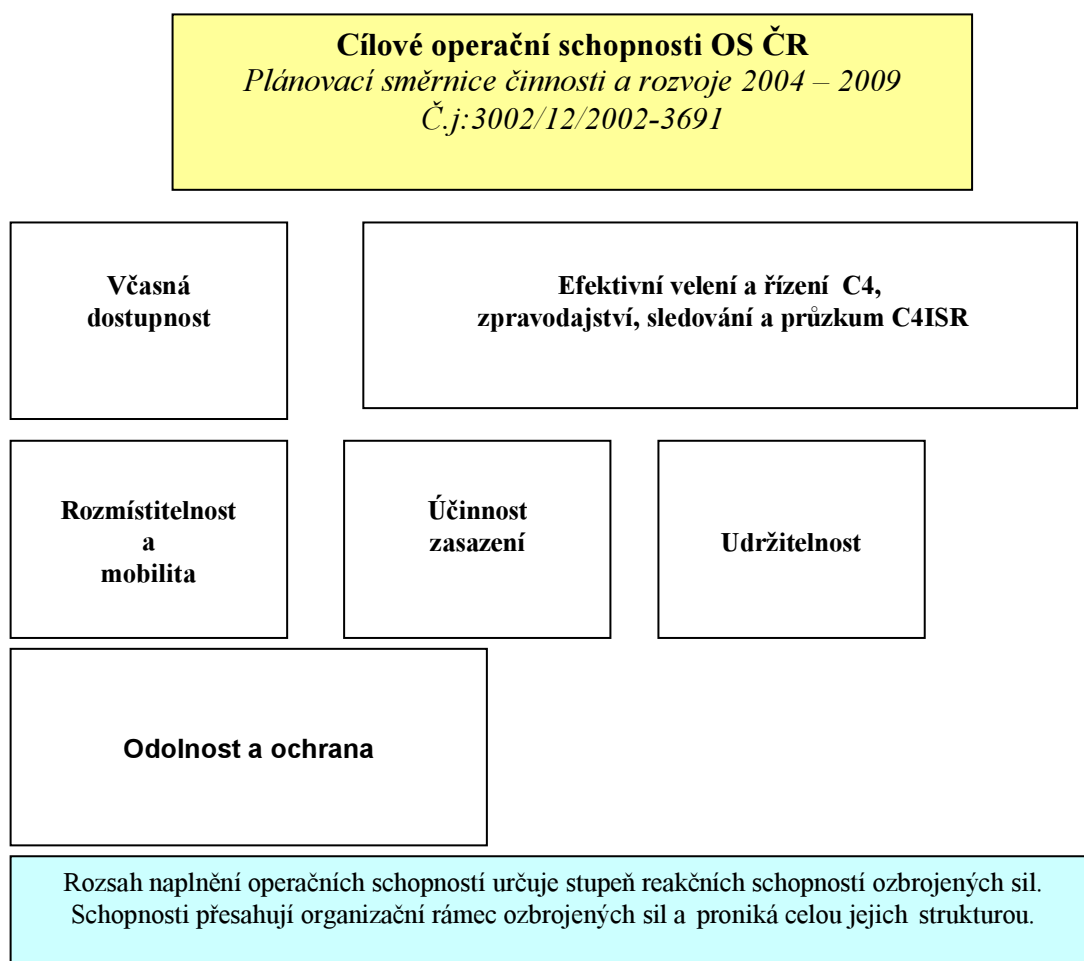 Cílové operační schopnosti OS ČR
Plánovací směrnice činnosti a rozvoje 2004 – 2009
Č.j:3002/12/2002-3691
Včasná
dostupnost
Efektivní velení a řízení C4,
zpravodajství, sledování a průzkum C4ISR
Rozmístitelnost
a
mobilita
Účinnost
zasazení
Udržitelnost
Odolnost a ochrana
Rozsah naplnění operačních schopností určuje stupeň reakčních schopností ozbrojených sil.
Schopnosti přesahují organizační rámec ozbrojených sil a proniká celou jejich strukturou.